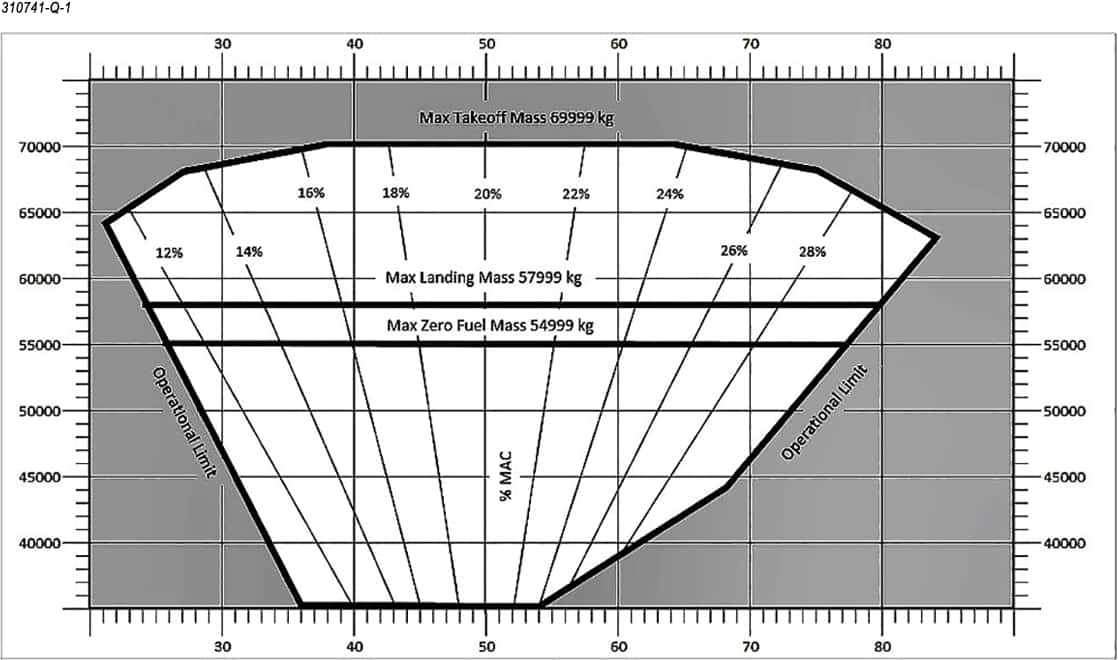 310741-Q-1
30 40 50 60 70 80
Max Takeoff Mass 69999 kg
70000 70000
16% 18% 20% 22% 24%
65000 65000
12% 14% 26% 28%
60000 Max Landing Mass 57999 kg 60000
Max Zero Fuel Mass 54999 kg
55000 55000
Operational Limit
Operational Limit
50000 50000
% MAC
45000 45000
40000 40000
30 40 50 60 70 80